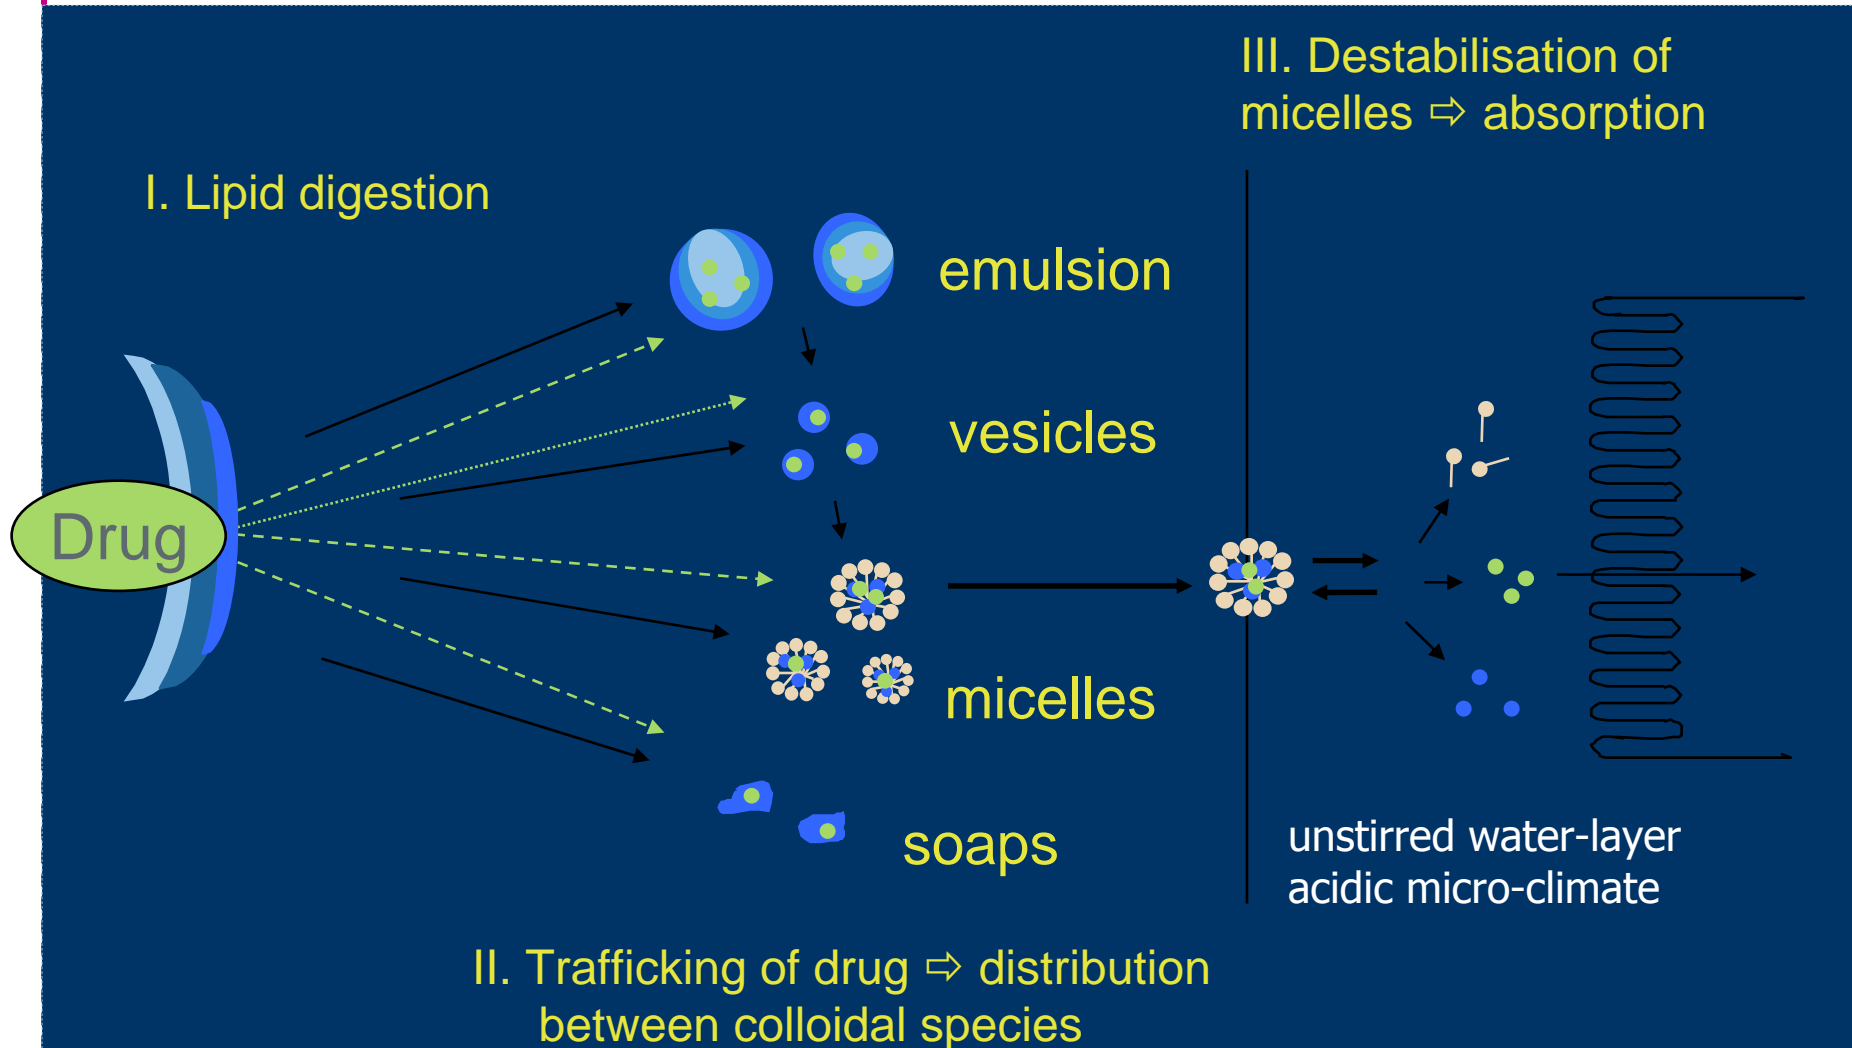 III. Destabilisation of
micelles ⇨ absorption
I. Lipid digestion
emulsion
vesicles
Drug
micelles
soaps
unstirred water-layer
acidic micro-climate
II. Trafficking of drug ⇨ distribution
between colloidal species